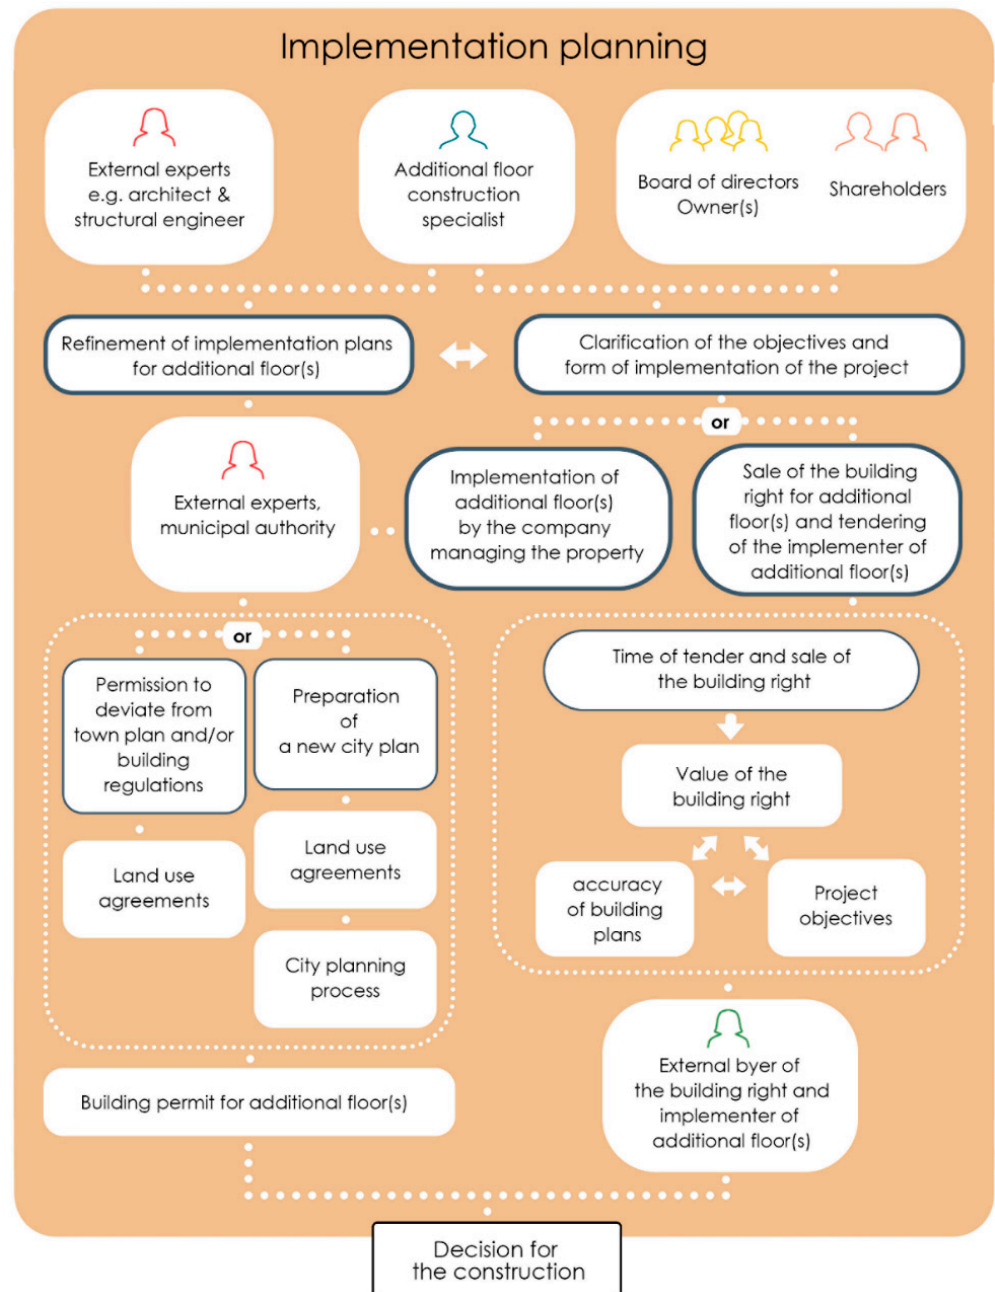 Implementation planning
External experts
e.g. architect &
structural engineer
Additional floor
construction
specialist
Board of directors
Owner(s)
Shareholders
Refinement of implementation plans
for additional floor(s)
Clarification of the objectives and
form of implementation of the project
or
External experts,
municipal authority
Implementation of
additional floor(s)
by the company
managing the property
Sale of the building
right for additional
floor(s) and tendering
of the implementer of
additional floor(s)
or
Permission to
deviate from
town plan and/or
building
regulations
Preparation
of
a new city plan
Land use
agreements
Land use
agreements
City planning
process
Time of tender and sale of
the building right
Value of the
building right
accuracy
of building
plans
Project
objectives
External byer of
the building right and
implementer of
additional floor(s)
Building permit for additional floor(s)
Decision for
the construction